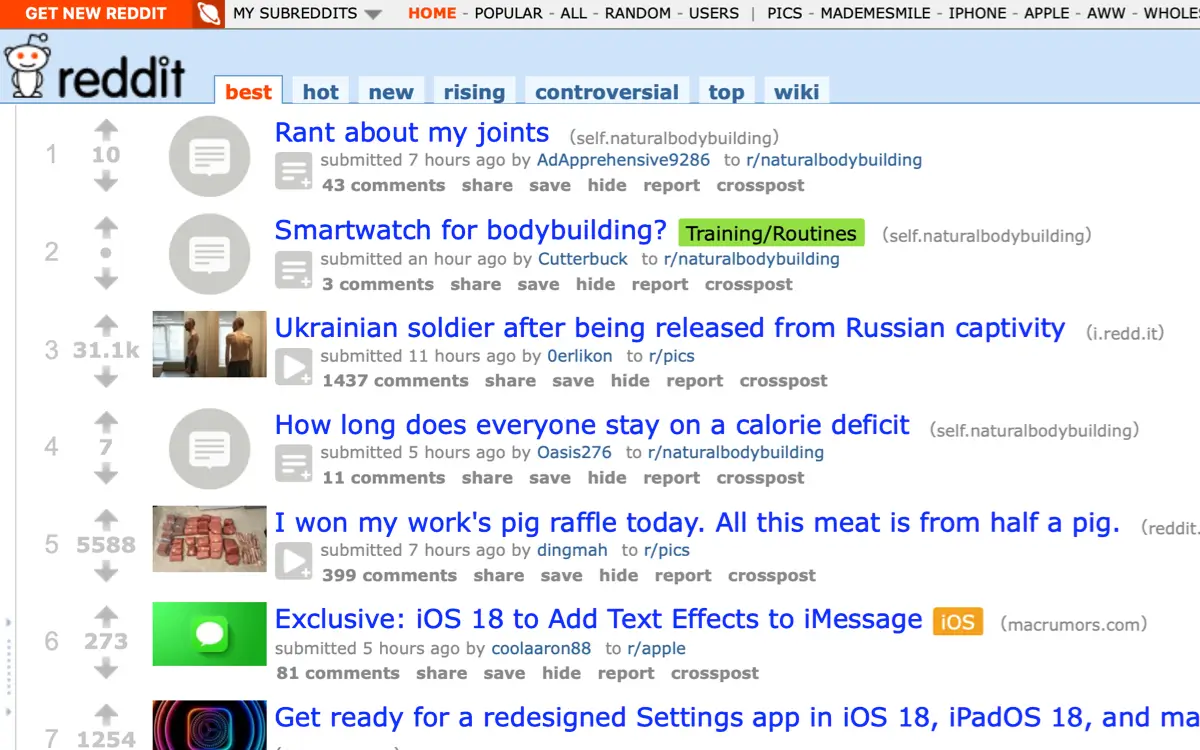 GET NEW REDDIT MY SUBREDDITS HOME - POPULAR - ALL - RANDOM - USERS | PICS - MADEMESMILE - IPHONE - APPLE - AWW - WHOLES
reddit best hot new rising controversial top wiki
1 10 Rant about my joints (self.naturalbodybuilding)
submitted 7 hours ago by AdApprehensive9286 to r/naturalbodybuilding
43 comments share save hide report crosspost
2 • Smartwatch for bodybuilding? Training/Routines (self.naturalbodybuilding)
submitted an hour ago by Cutterbuck to r/naturalbodybuilding
3 comments share save hide report crosspost
3 31.1k Ukrainian soldier after being released from Russian captivity (i.redd.it)
submitted 11 hours ago by 0erlikon to r/pics
1437 comments share save hide report crosspost
4 7 How long does everyone stay on a calorie deficit (self.naturalbodybuilding)
submitted 5 hours ago by Oasis276 to r/naturalbodybuilding
11 comments share save hide report crosspost
5 5588 I won my work's pig raffle today. All this meat is from half a pig. (reddit.
submitted 7 hours ago by dingmah to r/pics
399 comments share save hide report crosspost
6 273 Exclusive: iOS 18 to Add Text Effects to iMessage iOS (macrumors.com)
submitted 5 hours ago by coolaaron88 to r/apple
81 comments share save hide report crosspost
7 1254 Get ready for a redesigned Settings app in iOS 18, iPadOS 18, and ma